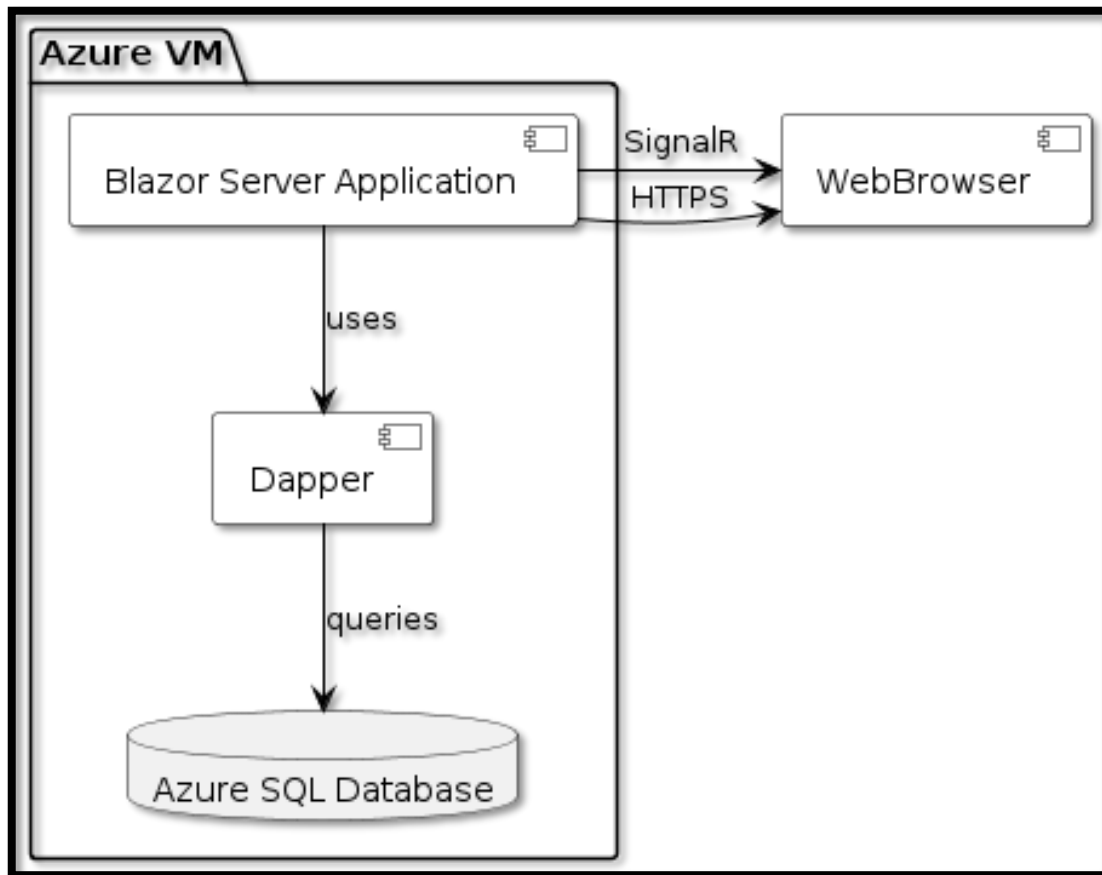 Azure VM
Blazor Server Application
SignalR
HTTPS
WebBrowser
uses
Dapper
queries
Azure SQL Database